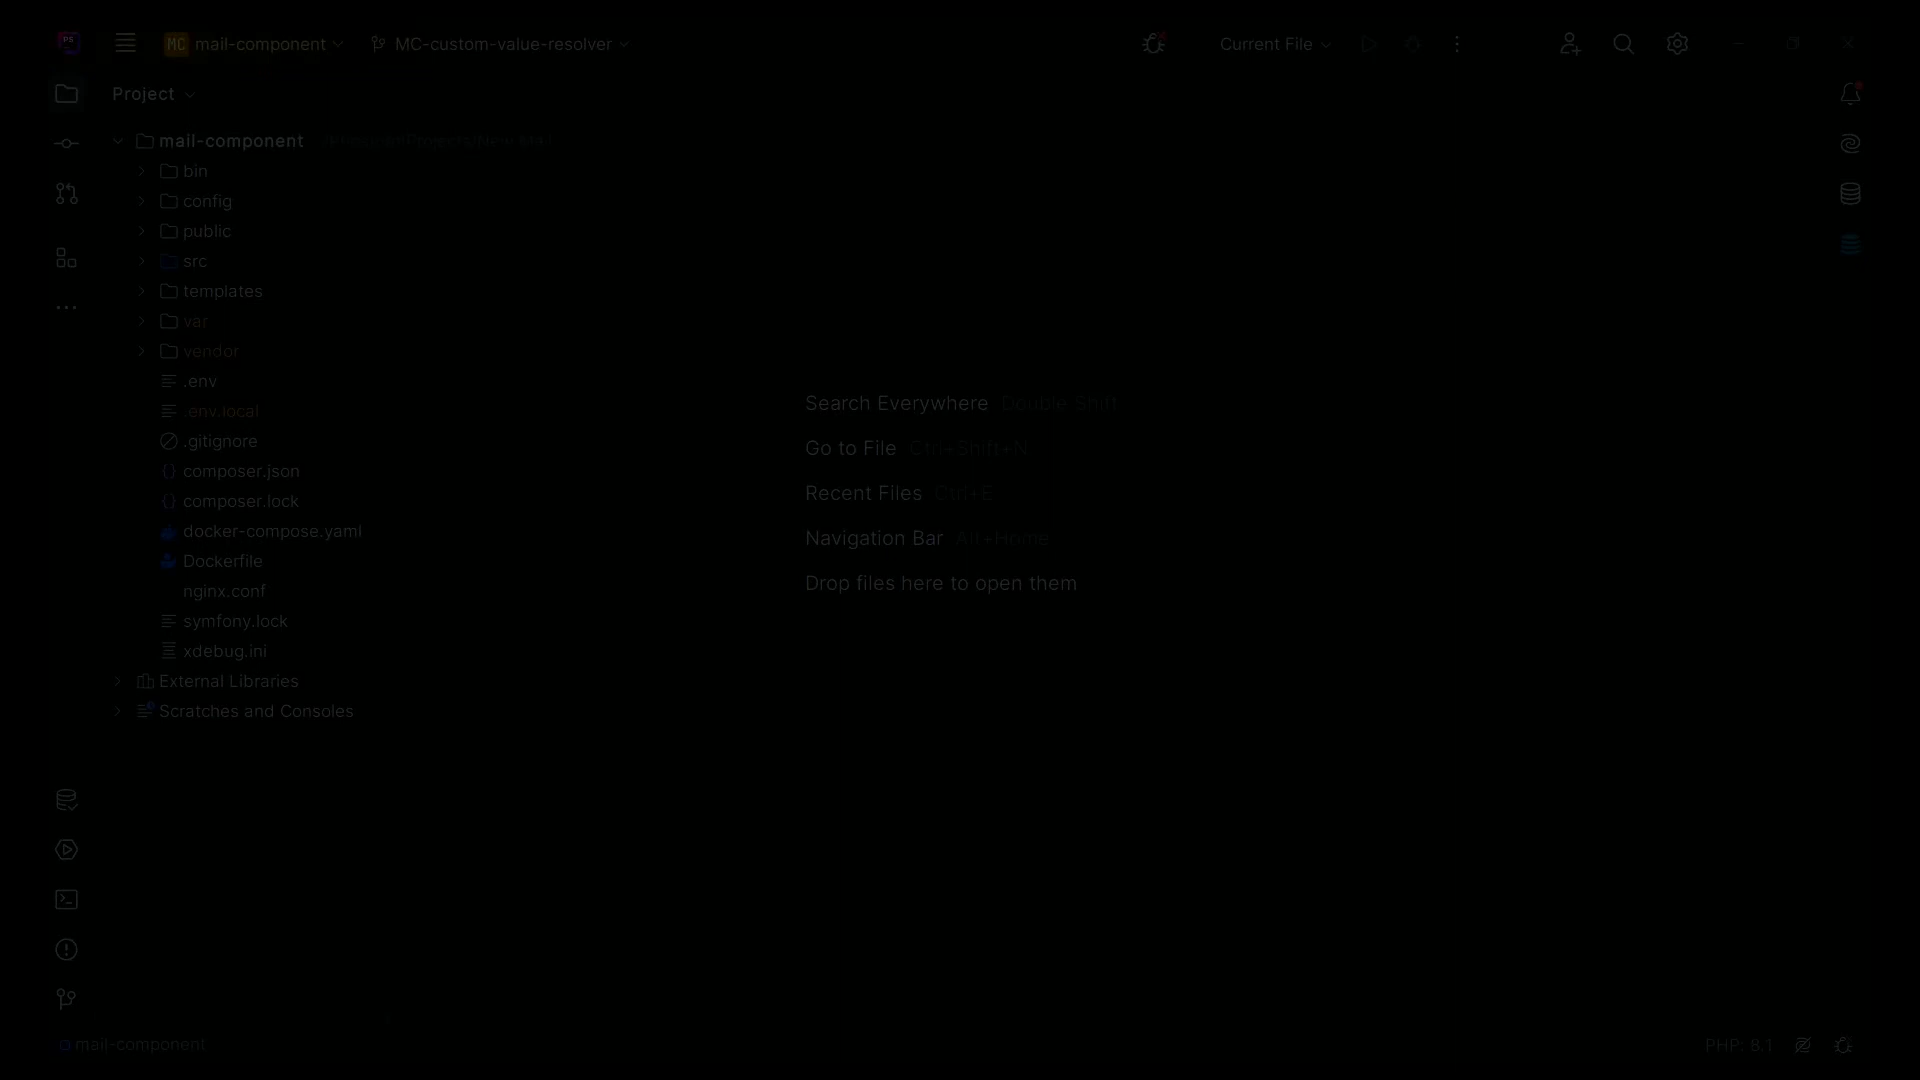 PS
MC mail-component
MC-custom-value-resolver
Current File
Project
mail-component
bin
config
public
src
templates
var
vendor
.env
.env.local
.gitignore
composer.json
composer.lock
docker-compose.yaml
Dockerfile
nginx.conf
symfony.lock
xdebug.ini
External Libraries
Scratches and Consoles
Search Everywhere Double Shift
Go to File Ctrl+Shift+N
Recent Files Ctrl+E
Navigation Bar Alt+Home
Drop files here to open them
mail-component
PHP: 8.1